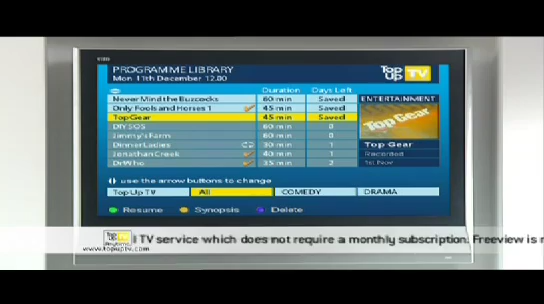 PROGRAMME LIBRARY
Mon 11th December 12.00
Top Up TV
Duration Days Left
Never Mind the Buzzcocks 60 min Saved
Only Fools and Horses 1 45 min Saved
Top Gear 45 min Saved
DIY SOS 60 min 0
Jimmy's Farm 60 min 0
Dinner Ladies 30 min 1
Jonathan Creek 40 min 1
Dr Who 35 min 2
ENTERTAINMENT
Top Gear
Top Gear
Recorded
1st Nov
use the arrow buttons to change
Top Up TV All COMEDY DRAMA
Resume Synopsis Delete
Top Up TV Anytime
l TV service which does not require a monthly subscription. Freeview is n
www.topuptv.com